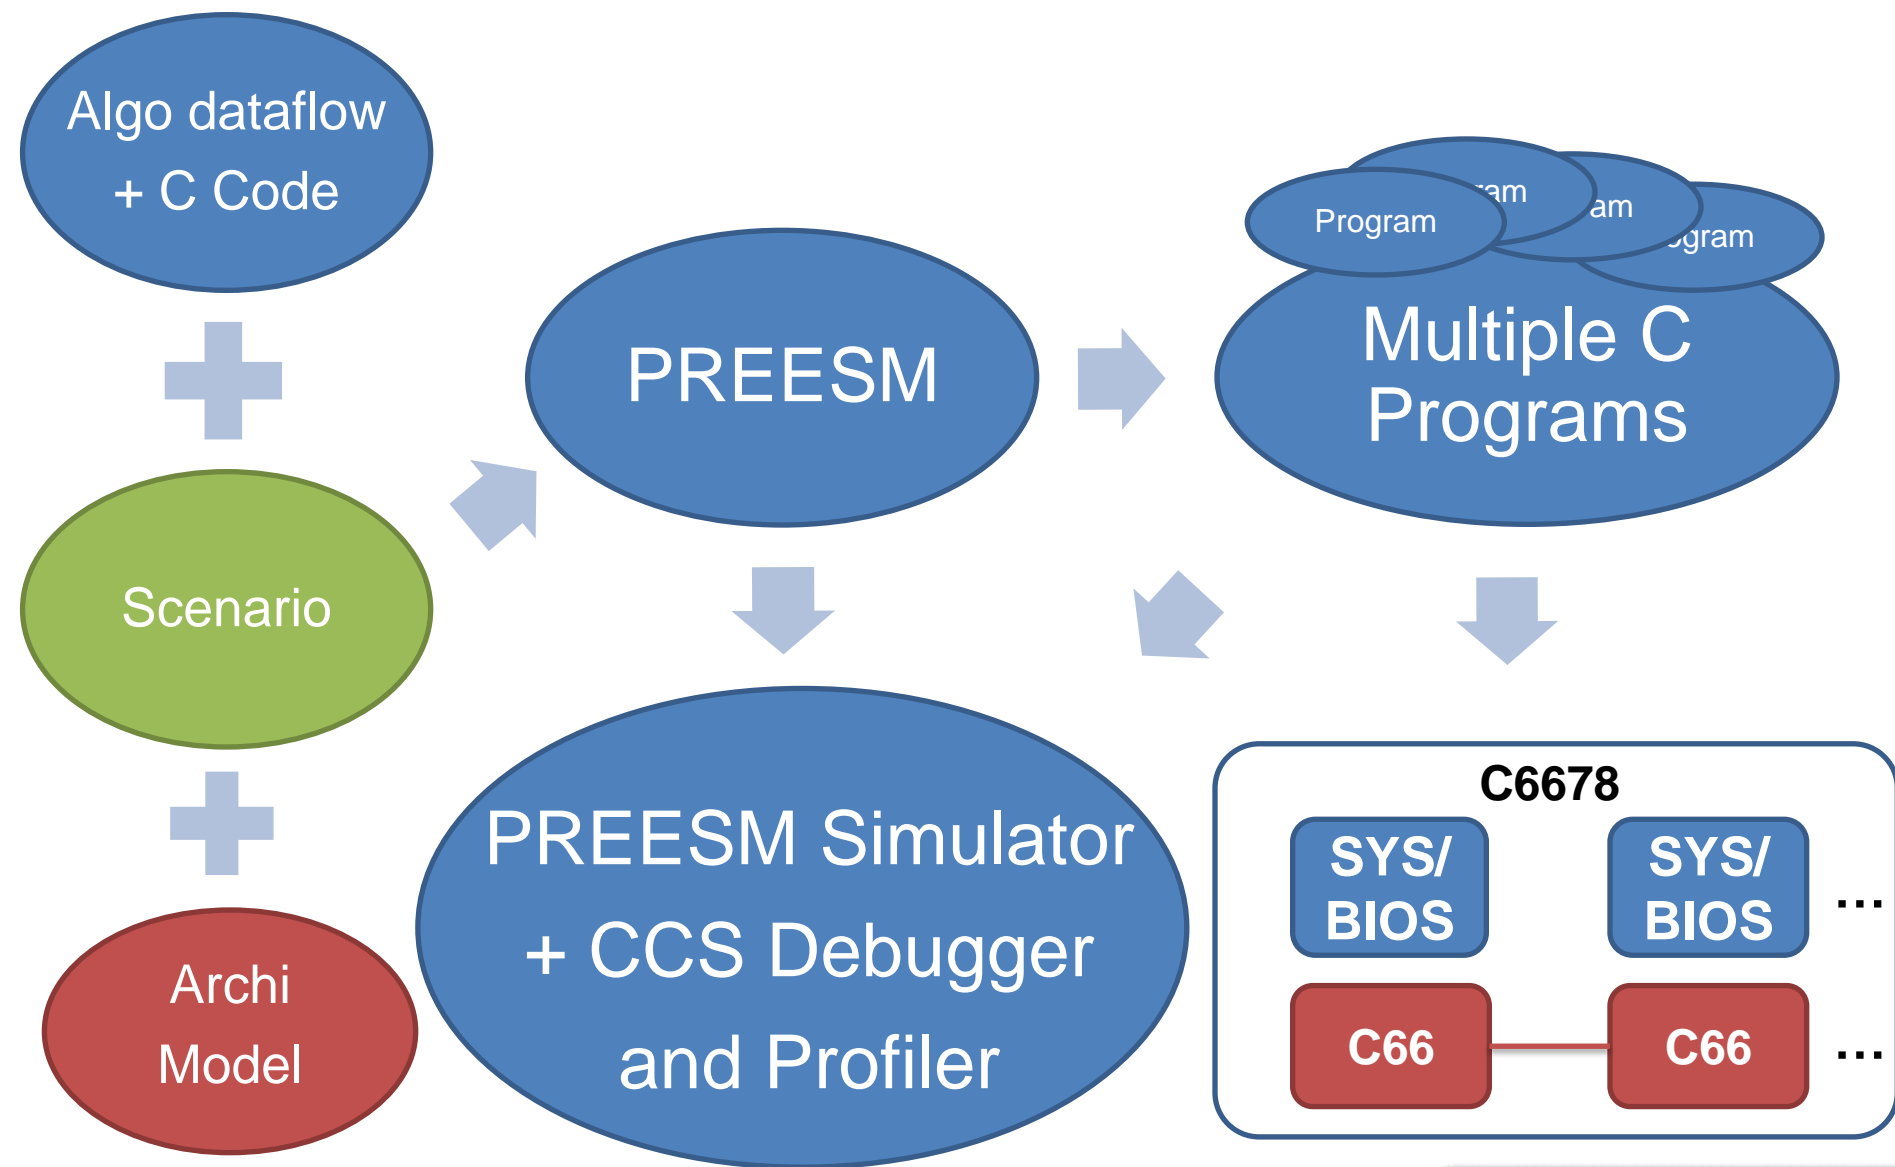 Algo dataflow
+ C Code
Scenario
Archi
Model
PREESM
Program
Multiple C
Programs
PREESM Simulator
+ CCS Debugger
and Profiler
C6678
SYS/
BIOS
SYS/
BIOS
...
C66
C66
...